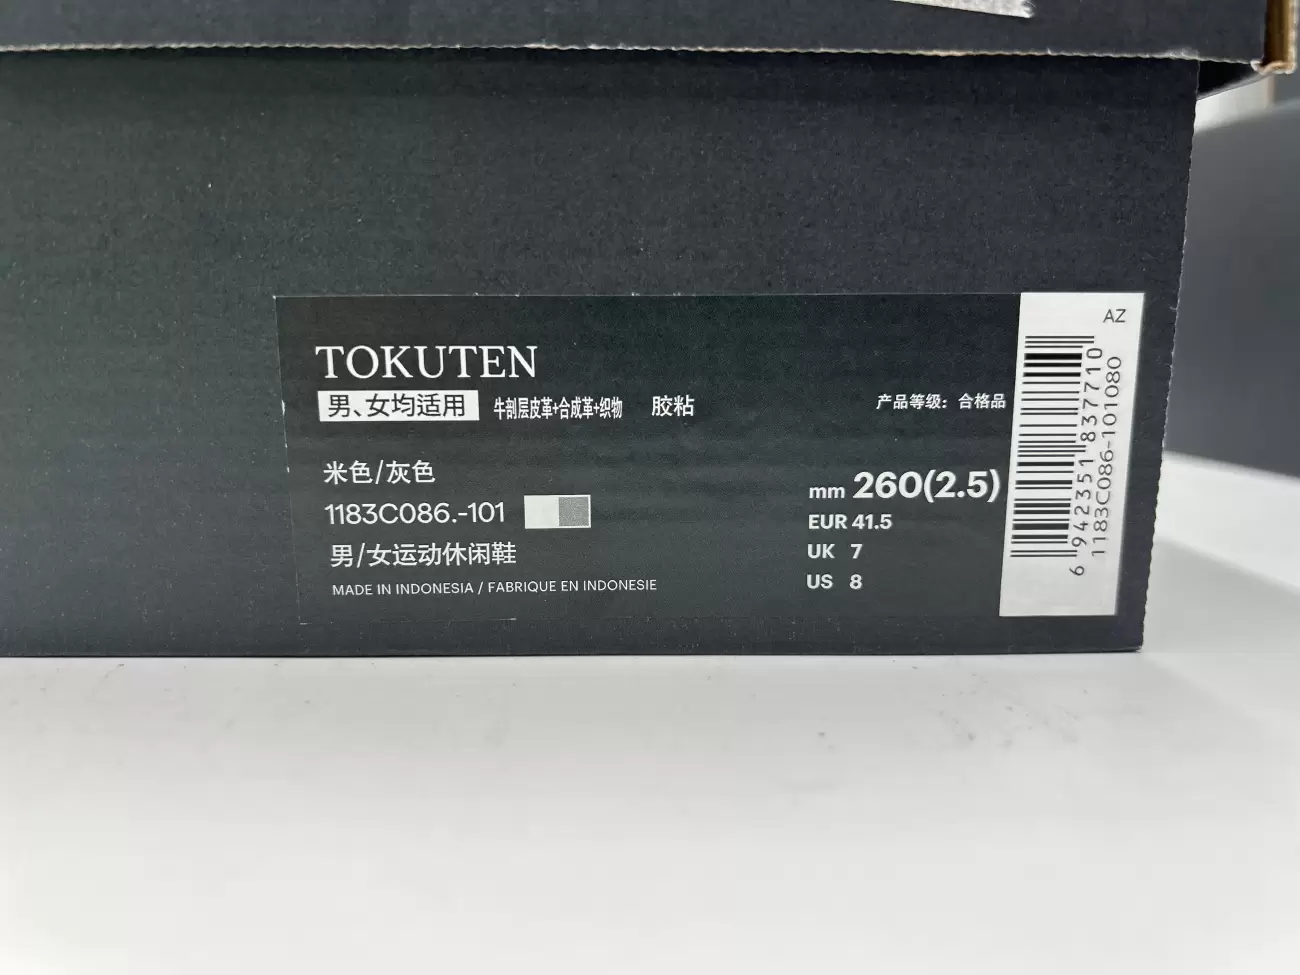 TOKUTEN
男、女均适用 牛剖层皮革+合成革+织物 胶粘 产品等级：合格品
米色/灰色
1183C086.-101
男/女运动休闲鞋
MADE IN INDONESIA / FABRIQUE EN INDONESIE
mm 260(2.5)
EUR 41.5
UK 7
US 8
AZ
6 942351 837710
1183C086-101080